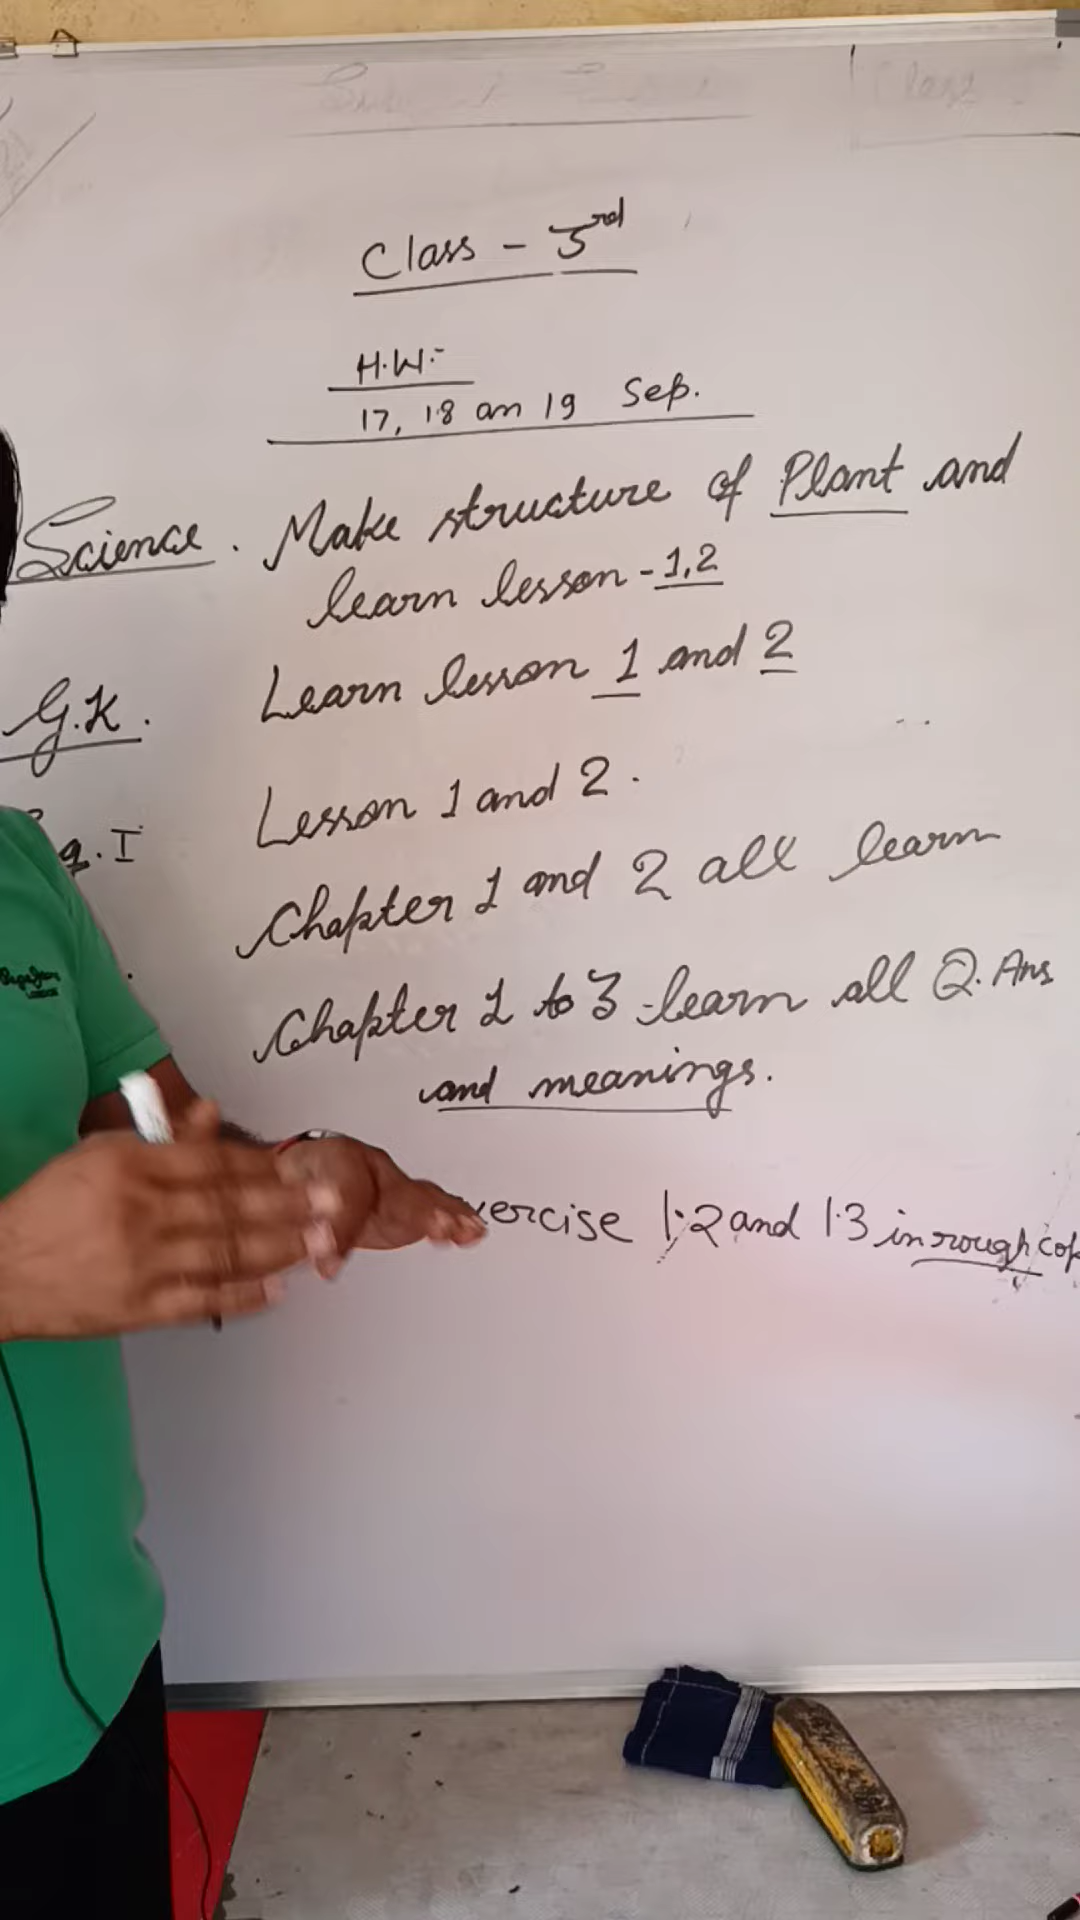 Class - 3rd
H.W:-
17, 18 an 19 Sep.
Science. Make structure of Plant and
learn lesson - 1,2
G.K. Learn lesson 1 and 2
I Lesson 1 and 2.
Chapter 1 and 2 all learn
Chapter 1 to 3 learn all Q. Ans
and meanings.
xercise 1.2 and 1.3 in rough cop